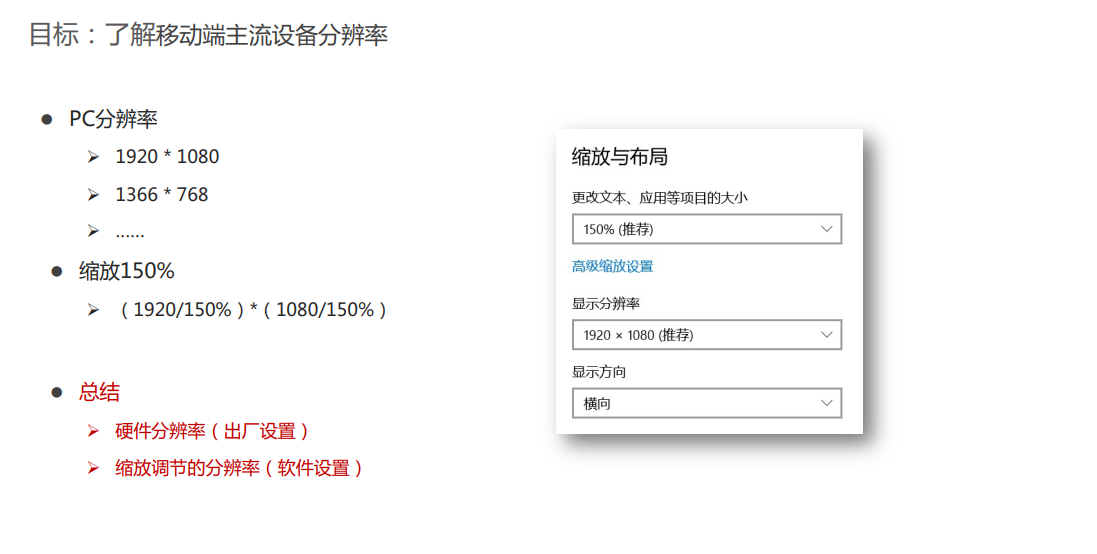 目标：了解移动端主流设备分辨率
PC分辨率
1920 * 1080
1366 * 768
......
缩放150%
（1920/150%）*（1080/150%）
总结
硬件分辨率（出厂设置）
缩放调节的分辨率（软件设置）
缩放与布局
更改文本、应用等项目的大小
150% (推荐)
高级缩放设置
显示分辨率
1920 × 1080 (推荐)
显示方向
横向